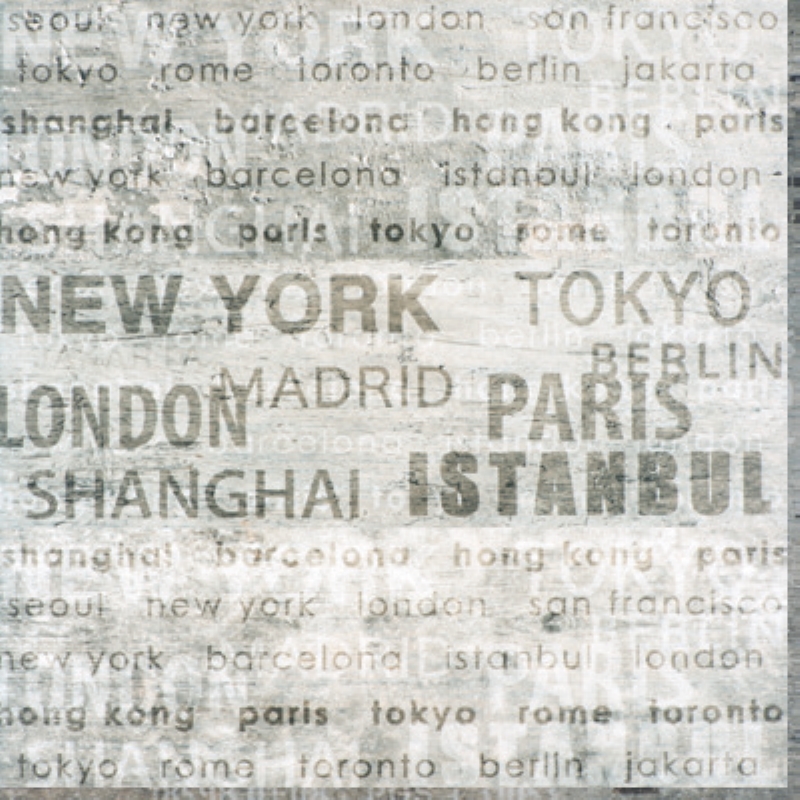 seoul new york london san francisco
tokyo rome toronto berlin jakarta
shanghai barcelona hong kong paris
new york barcelona istanbul london
hong kong paris tokyo rome toronto
NEW YORK TOKYO
BERLIN
MADRID
LONDON PARIS
SHANGHAI ISTANBUL
shanghai barcelona hong kong paris
seoul new york london san francisco
new york barcelona istanbul london
hong kong paris tokyo rome toronto
tokyo rome toronto berlin jakarta